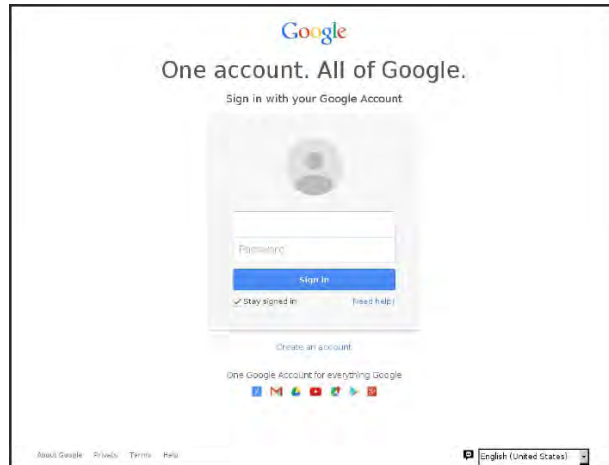 Google
One account. All of Google.
Sign in with your Google Account
Password
Sign in
Stay signed in Need help?
Create an account
One Google Account for everything Google
About Google Privacy Terms Help English (United States)